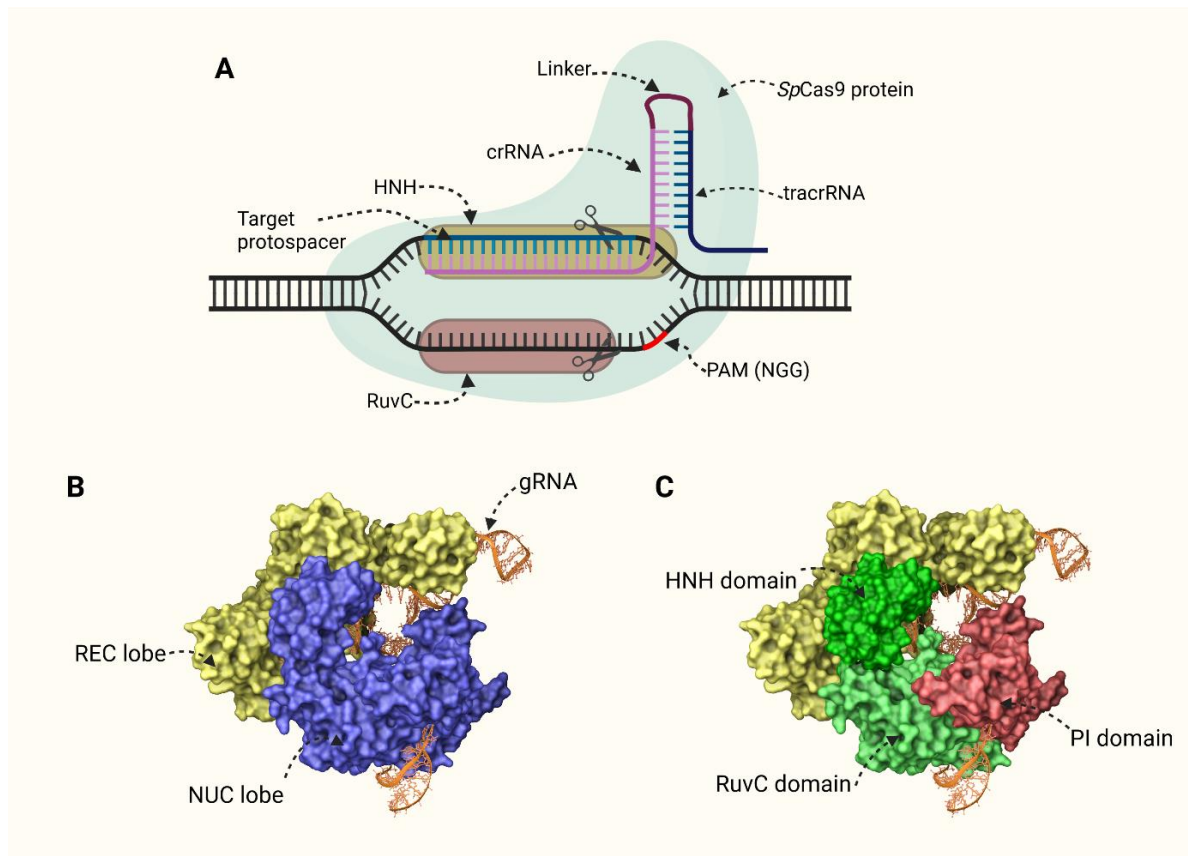 A
Linker
SpCas9 protein
crRNA
HNH
tracrRNA
Target
protospacer
PAM (NGG)
RuvC
B
gRNA
REC lobe
NUC lobe
C
HNH domain
PI domain
RuvC domain